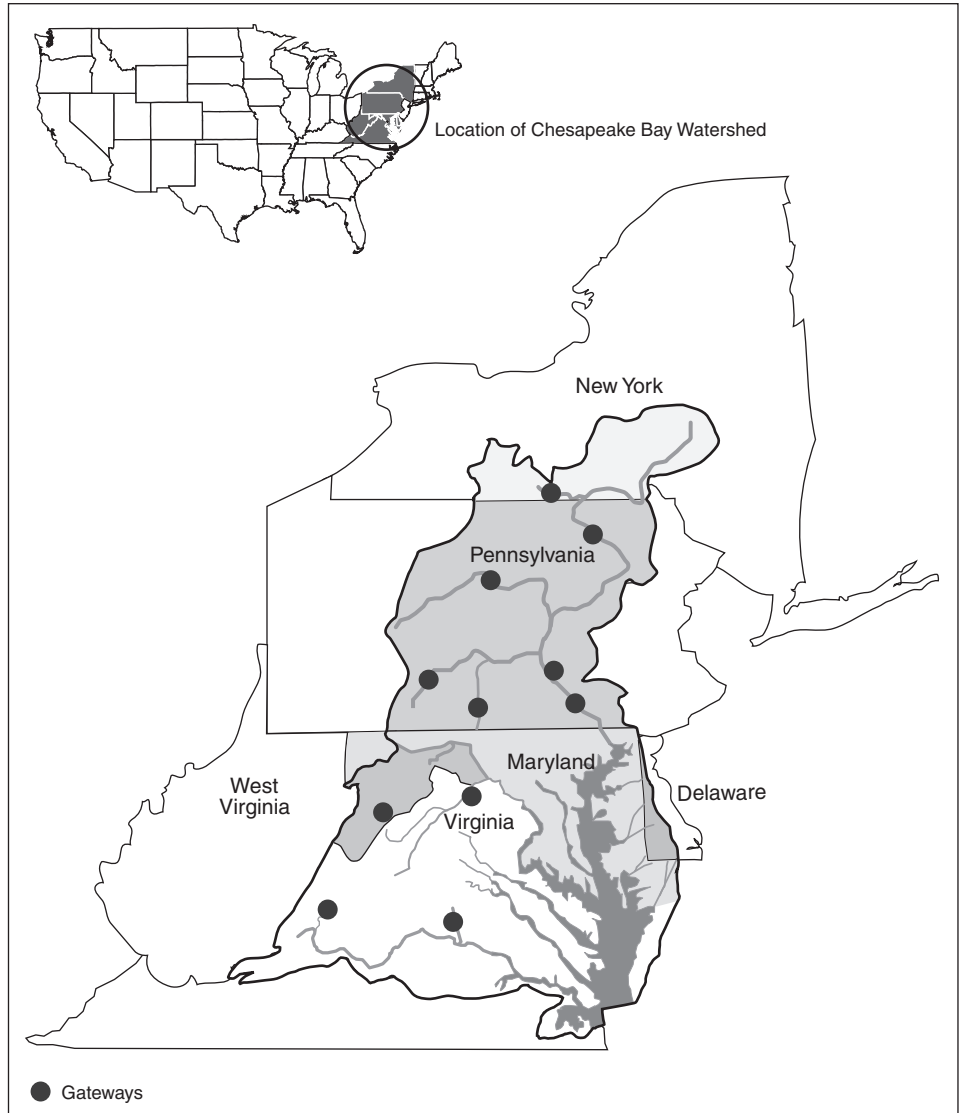 Location of Chesapeake Bay Watershed
New York
Pennsylvania
Maryland
West
Virginia
Delaware
Virginia
Gateways